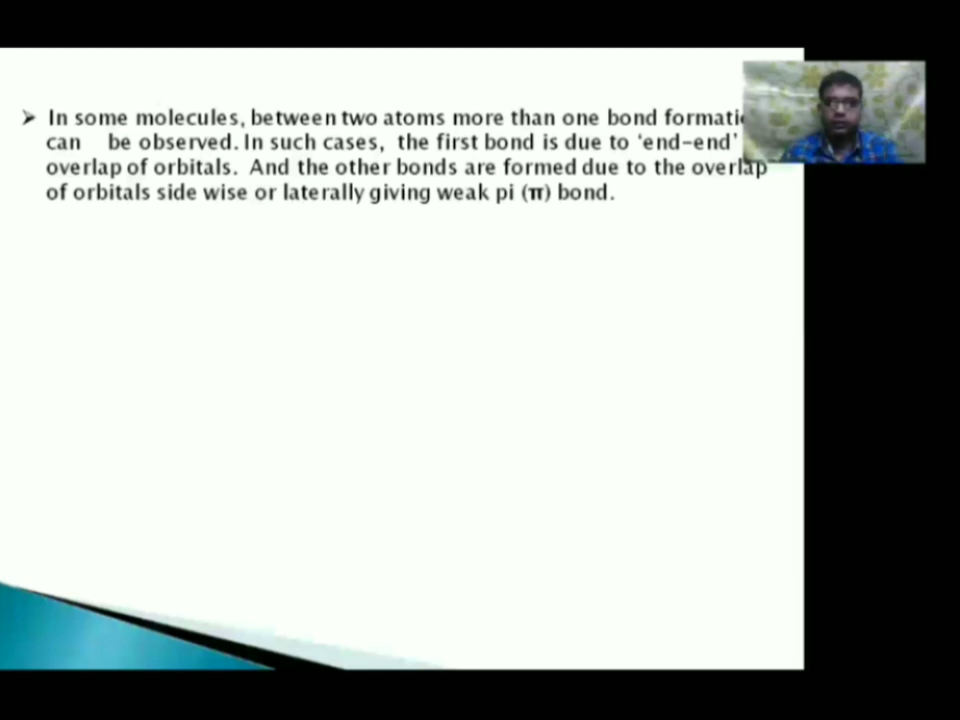 ➢ In some molecules, between two atoms more than one bond
can be observed. In such cases, the first bond is due to ‘end-end’
overlap of orbitals. And the other bonds are formed due to the overlap
of orbitals side wise or laterally giving weak pi (π) bond.